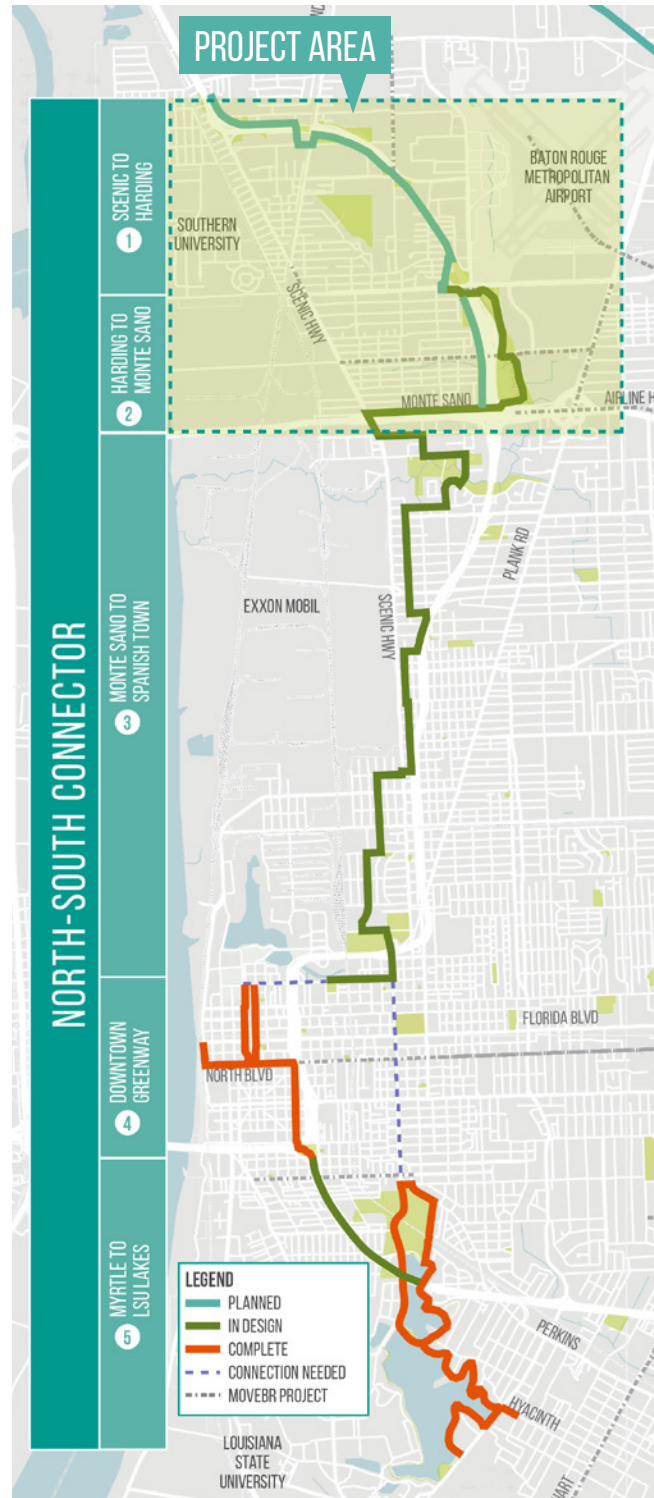 PROJECT AREA
NORTH-SOUTH CONNECTOR
1 SCENIC TO
HARDING
2 HARDING TO
MONTE SANO
3 MONTE SANO TO
SPANISH TOWN
4 DOWNTOWN
GREENWAY
5 MYRTLE TO
LSU LAKES
BATON ROUGE
METROPOLITAN
AIRPORT
SOUTHERN
UNIVERSITY
SCENIC HWY
MONTE SANO
AIRLINE H
PLANK RD
EXXON MOBIL
SCENIC HWY
FLORIDA BLVD
NORTH BLVD
LEGEND
PLANNED
IN DESIGN
COMPLETE
CONNECTION NEEDED
MOVEBR PROJECT
PERKINS
HYACINTH
LOUISIANA
STATE
UNIVERSITY
HART